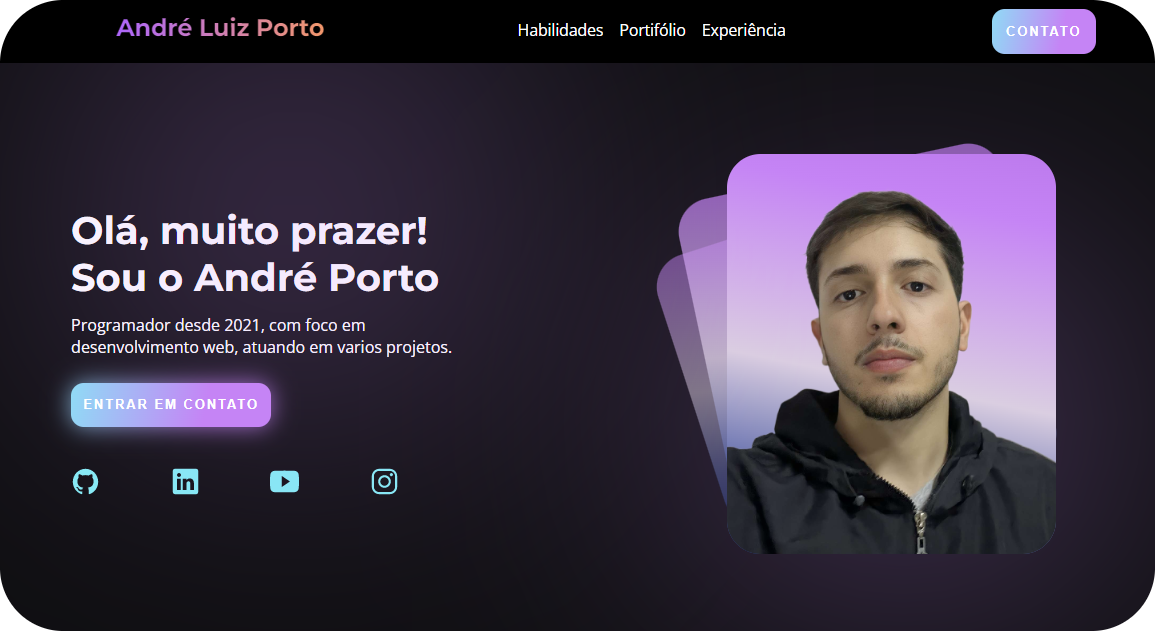 André Luiz Porto
Habilidades Portifólio Experiência
CONTATO
Olá, muito prazer!
Sou o André Porto
Programador desde 2021, com foco em
desenvolvimento web, atuando em varios projetos.
ENTRAR EM CONTATO
in